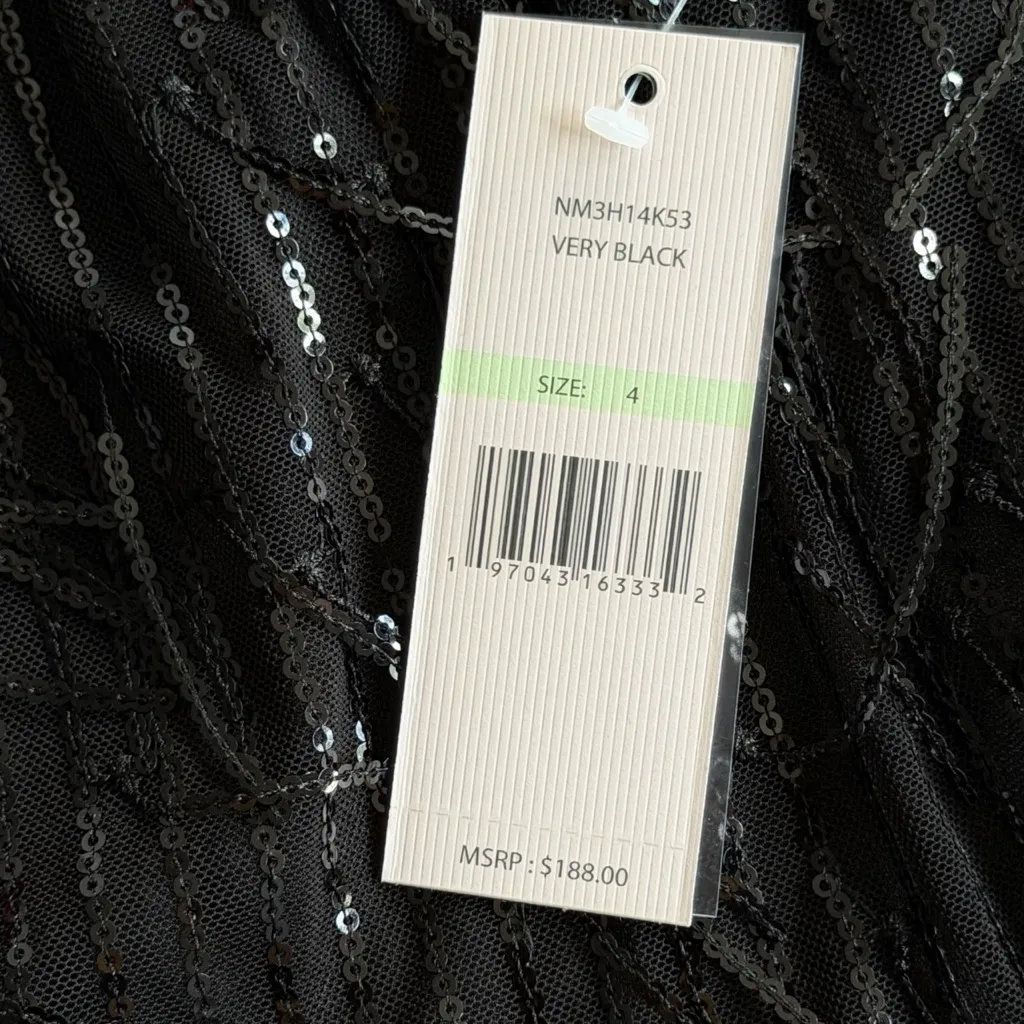 NM3H14K53
VERY BLACK
SIZE: 4
1 97043 16333 2
MSRP : $188.00